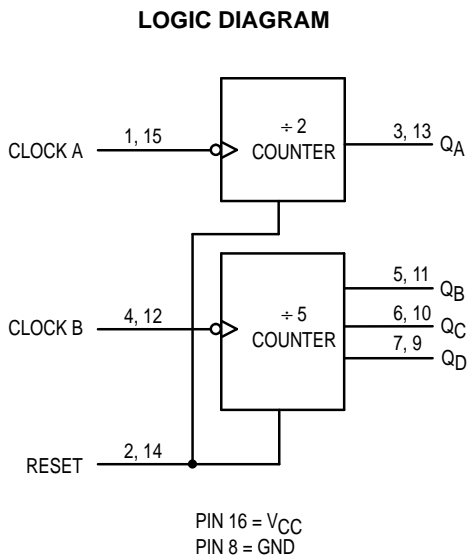 LOGIC DIAGRAM
÷ 2
COUNTER
CLOCK A
1, 15
3, 13
QA
÷ 5
COUNTER
CLOCK B
4, 12
5, 11
QB
6, 10
QC
7, 9
QD
RESET
2, 14
PIN 16 = VCC
PIN 8 = GND